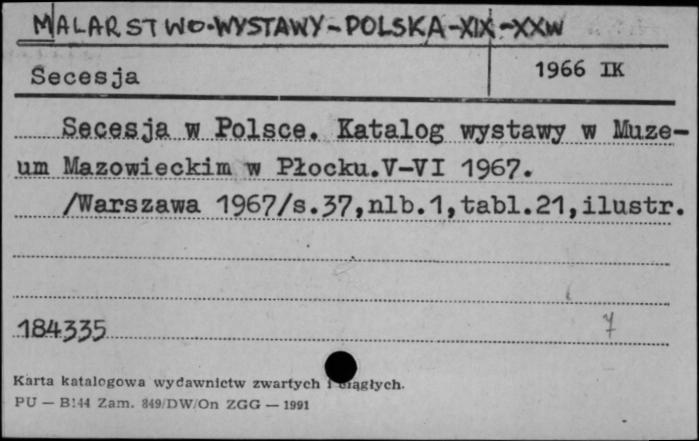 MALARSTWO-WYSTAWY-POLSKA-XIX-XXW
Secesja
1966 IK
Secesja w Polsce. Katalog wystawy w Muze-
um Mazowieckim w Płocku.V-VI 1967.
/Warszawa 1967/s.37,nlb.1,tabl.21,ilustr.
184335
7
Karta katalogowa wydawnictw zwartych i ciągłych.
PU — B144 Zam. 849/DW/On ZGG — 1991